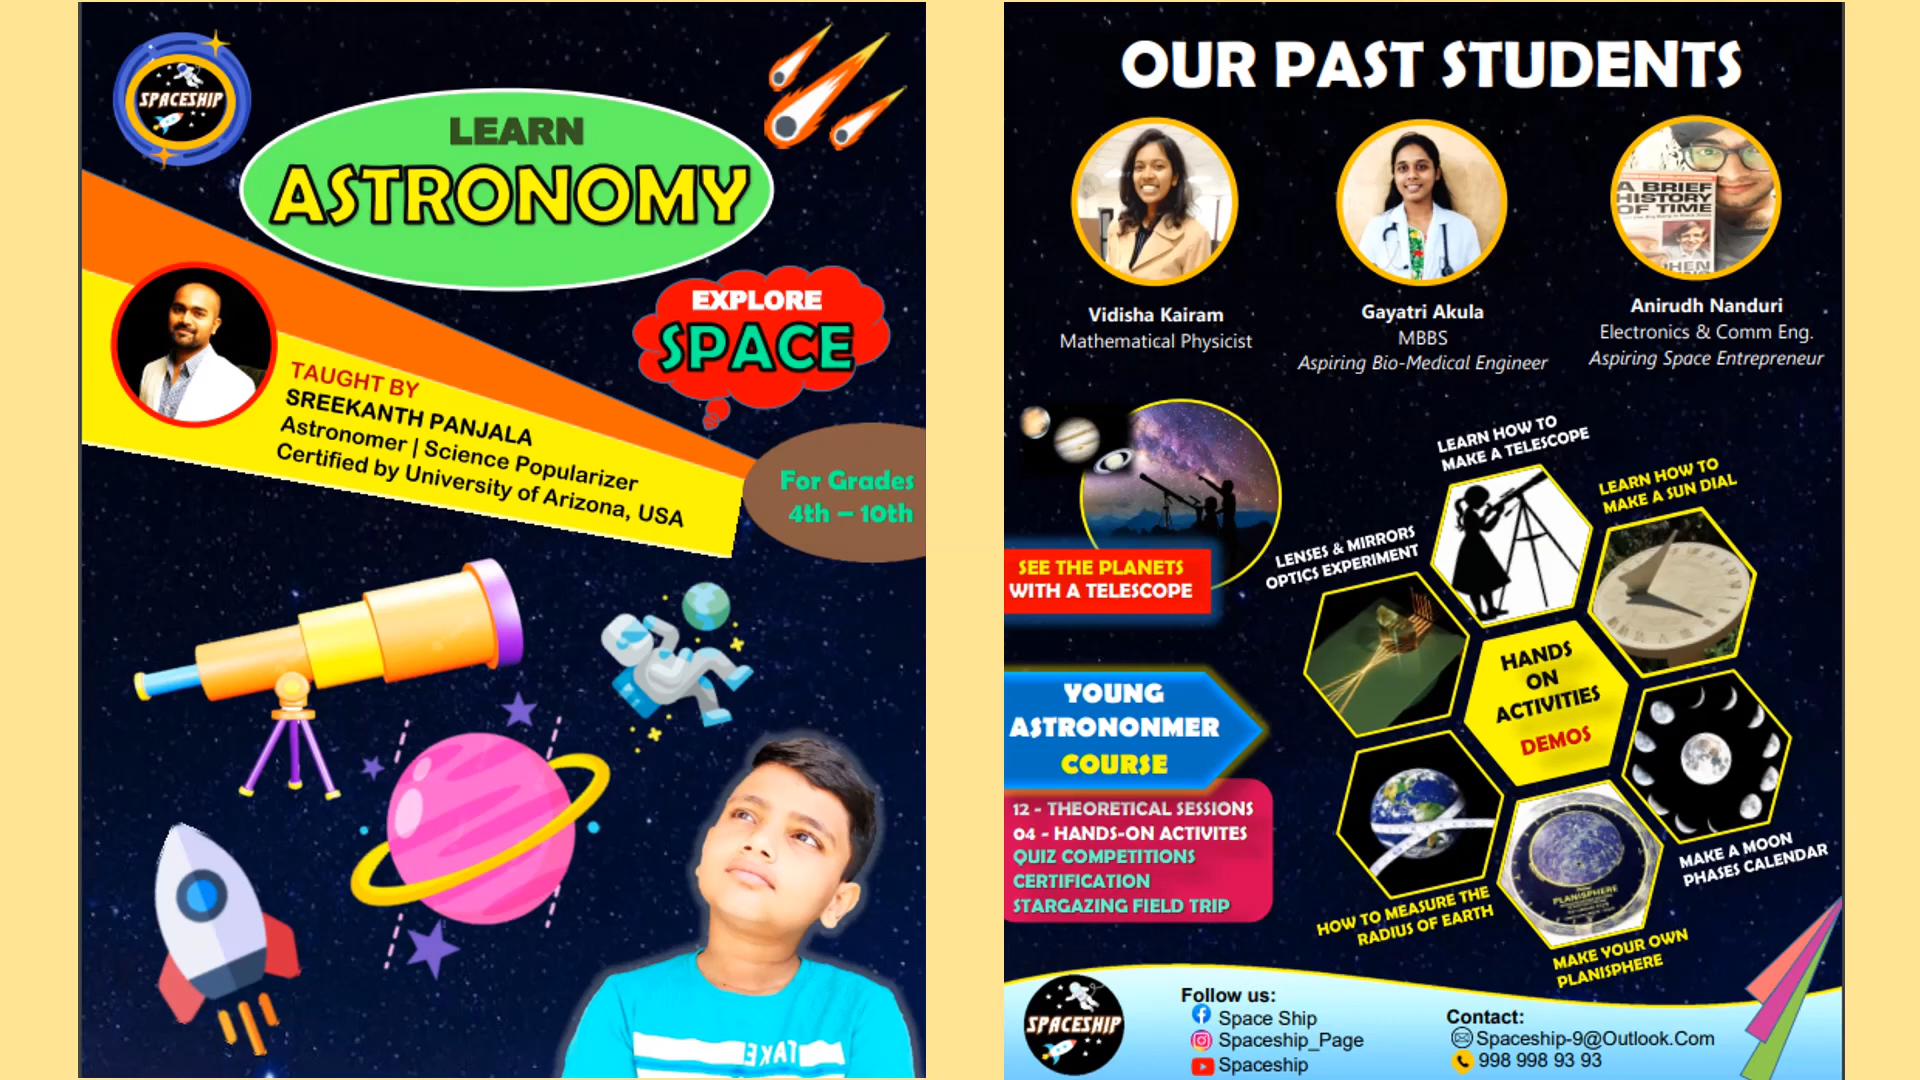 SPACESHIP
LEARN
ASTRONOMY
EXPLORE
SPACE
TAUGHT BY
SREEKANTH PANJALA
Astronomer | Science Popularizer
Certified by University of Arizona, USA
For Grades
4th – 10th
OUR PAST STUDENTS
A BRIEF
HISTORY
OF TIME
Vidisha Kairam
Mathematical Physicist
Gayatri Akula
MBBS
Aspiring Bio-Medical Engineer
Anirudh Nanduri
Electronics & Comm Eng.
Aspiring Space Entrepreneur
SEE THE PLANETS
WITH A TELESCOPE
LEARN HOW TO
MAKE A TELESCOPE
LEARN HOW TO
MAKE A SUN DIAL
LENSES & MIRRORS
OPTICS EXPERIMENT
HANDS
ON
ACTIVITIES
DEMOS
YOUNG
ASTRONONMER
COURSE
12 - THEORETICAL SESSIONS
04 - HANDS-ON ACTIVITES
QUIZ COMPETITIONS
CERTIFICATION
STARGAZING FIELD TRIP
MAKE A MOON
PHASES CALENDAR
HOW TO MEASURE THE
RADIUS OF EARTH
PLANISPHERE
MAKE YOUR OWN
PLANISPHERE
SPACESHIP
Follow us:
Space Ship
Spaceship_Page
Spaceship
Contact:
Spaceship-9@Outlook.Com
998 998 93 93